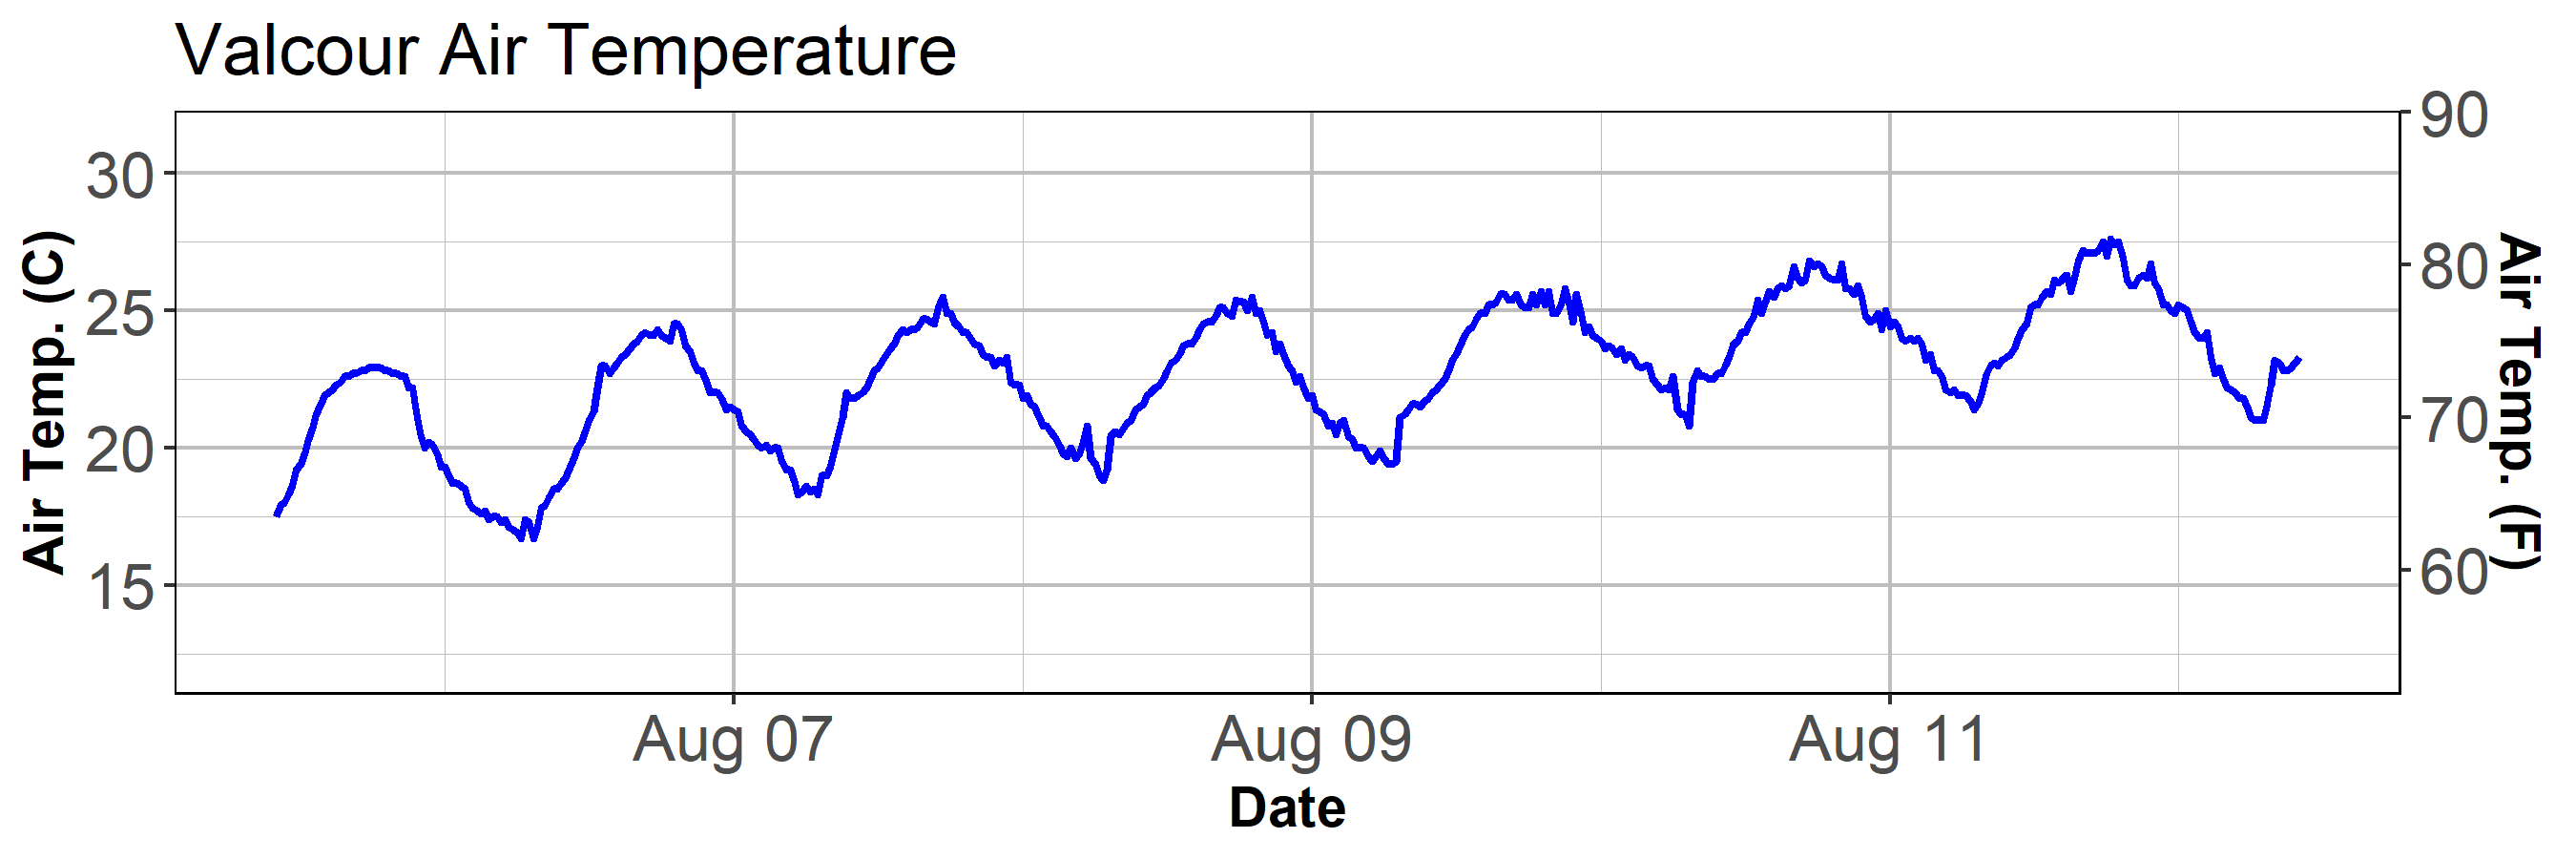 Valcour Air Temperature
Air Temp. (C)
30
25
20
15
90
80
70
60
Air Temp. (F)
Aug 07 Aug 09 Aug 11
Date